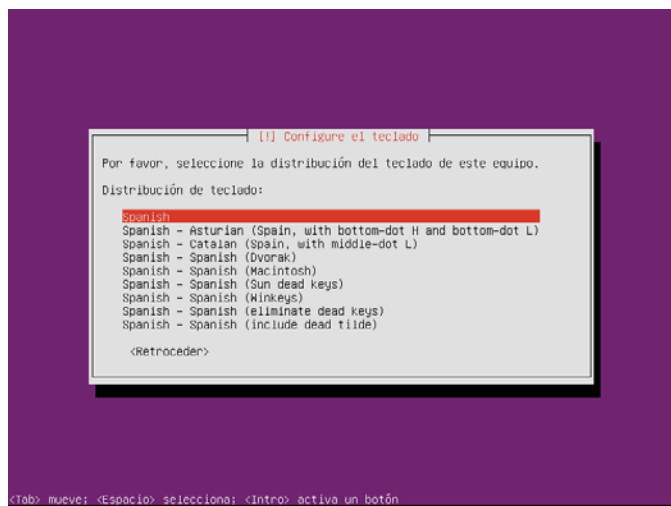 [!] Configure el teclado
Por favor, seleccione la distribución del teclado de este equipo.
Distribución de teclado:
Spanish
Spanish - Asturian (Spain, with bottom-dot H and bottom-dot L)
Spanish - Catalan (Spain, with middle-dot L)
Spanish - Spanish (Dvorak)
Spanish - Spanish (Macintosh)
Spanish - Spanish (Sun dead keys)
Spanish - Spanish (Winkeys)
Spanish - Spanish (eliminate dead keys)
Spanish - Spanish (include dead tilde)
<Retroceder>
<Tab> mueve; <Espacio> selecciona; <Intro> activa un botón